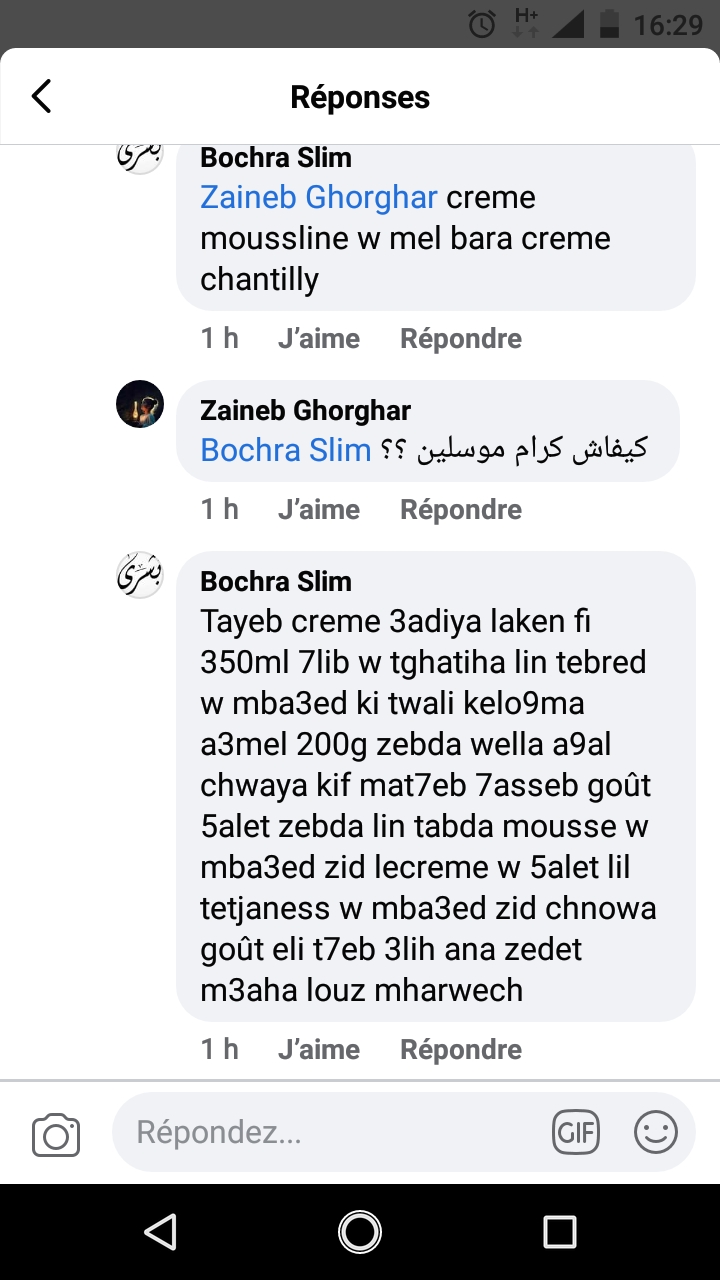 H+ 16:29
Réponses
Bochra Slim
Zaineb Ghorghar creme
moussline w mel bara creme
chantilly
1 h J’aime Répondre
Zaineb Ghorghar
Bochra Slim كيفاش كرام موسلين ؟؟
1 h J’aime Répondre
بشرى
Bochra Slim
Tayeb creme 3adiya laken fi
350ml 7lib w tghatiha lin tebred
w mba3ed ki twali kelo9ma
a3mel 200g zebda wella a9al
chwaya kif mat7eb 7asseb goût
5alet zebda lin tabda mousse w
mba3ed zid lecreme w 5alet lil
tetjaness w mba3ed zid chnowa
goût eli t7eb 3lih ana zedet
m3aha louz mharwech
1 h J’aime Répondre
Répondez...
GIF